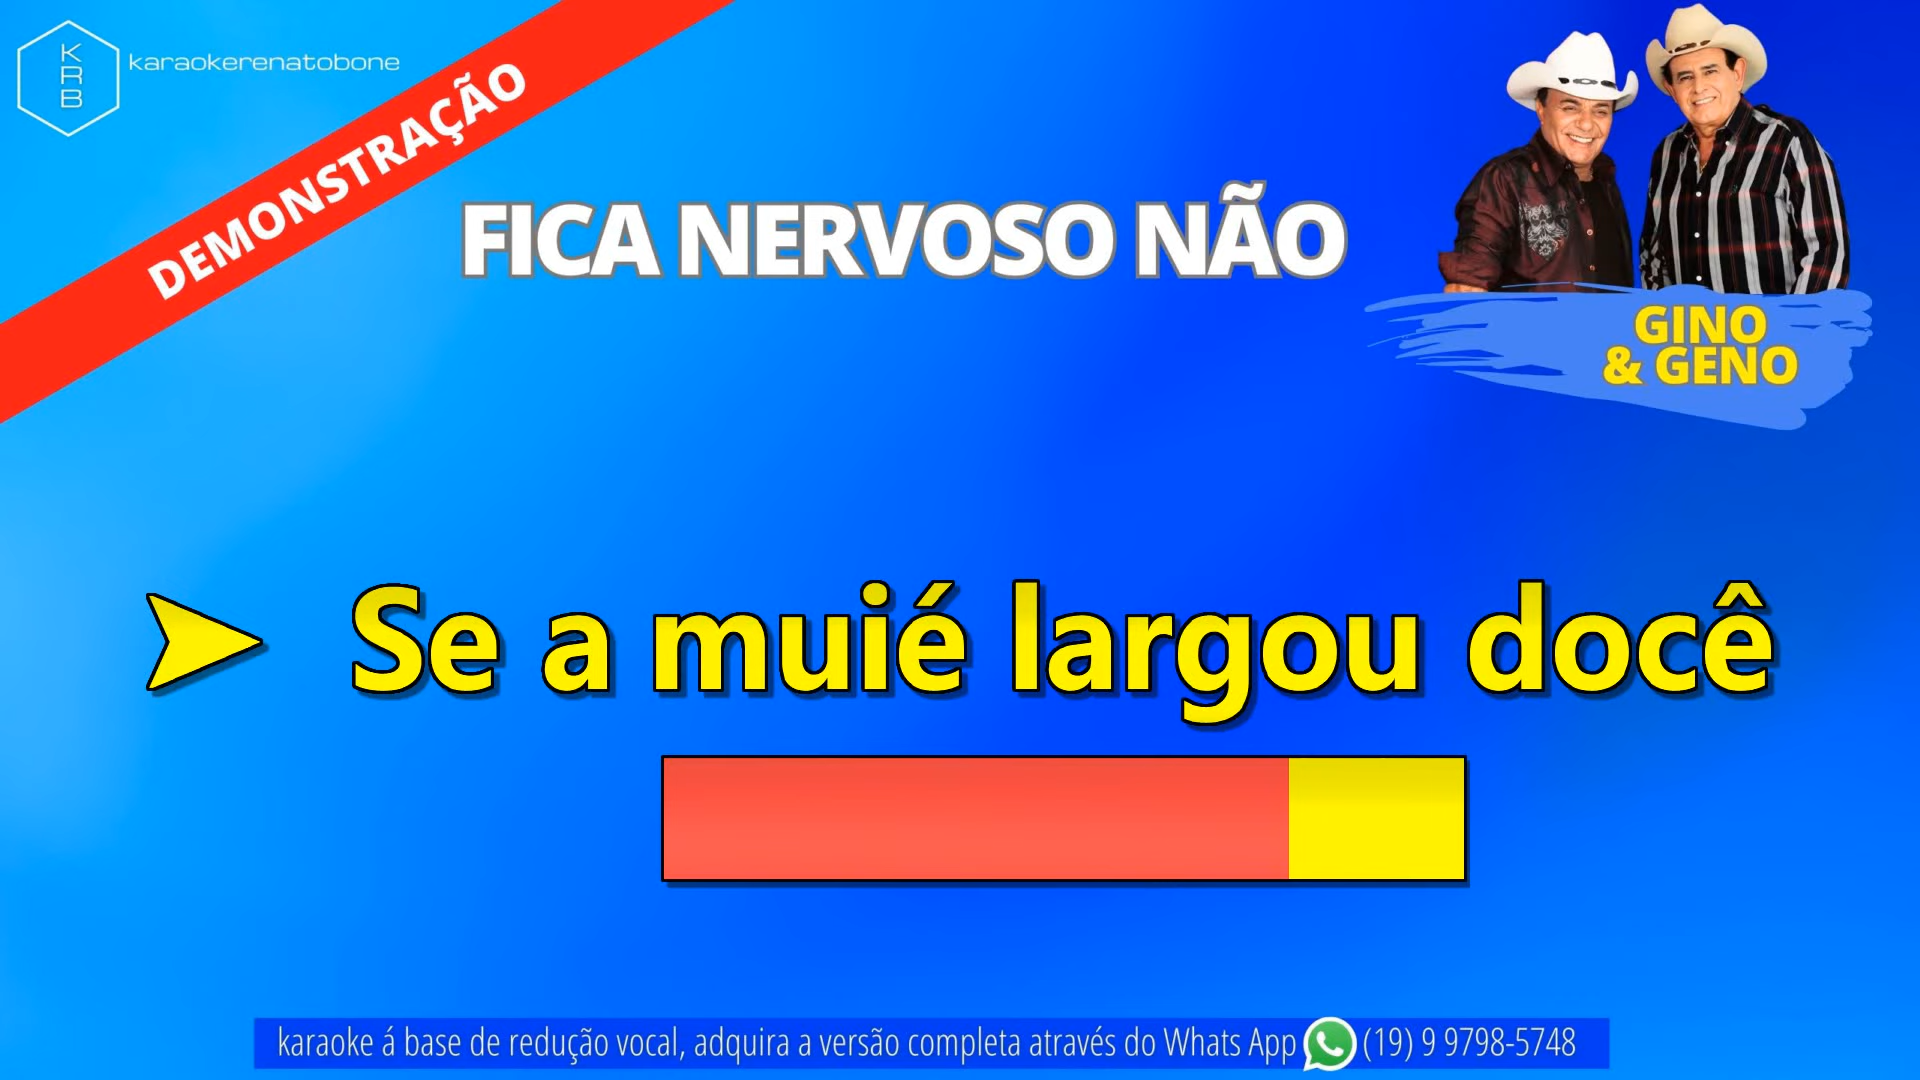 KRB
karaokerenatobone
DEMONSTRAÇÃO
FICA NERVOSO NÃO
GINO
& GENO
➤ Se a muié largou docê
karaoke á base de redução vocal, adquira a versão completa através do Whats App (19) 9 9798-5748